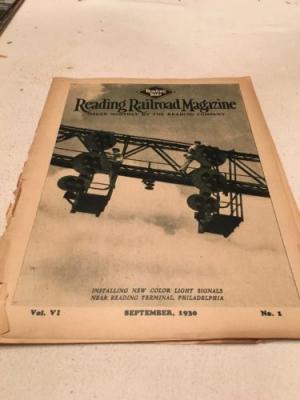 Reading
Reading Railroad Magazine
ISSUED MONTHLY BY THE READING COMPANY
INSTALLING NEW COLOR LIGHT SIGNALS
NEAR READING TERMINAL, PHILADELPHIA
Vol. VI SEPTEMBER, 1930 No. 1